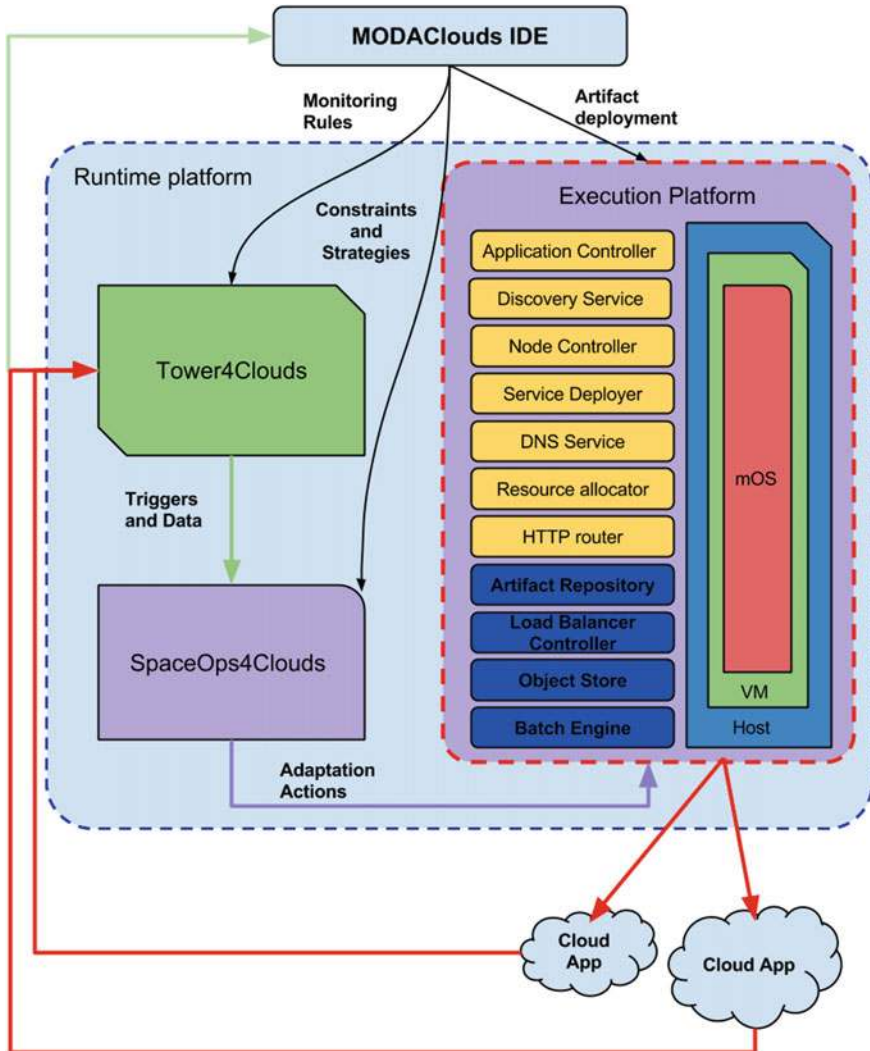 MODAClouds IDE
Monitoring
Rules
Artifact
deployment
Runtime platform
Constraints
and
Strategies
Execution Platform
Application Controller
Discovery Service
Node Controller
Service Deployer
DNS Service
Resource allocator
HTTP router
Artifact Repository
Load Balancer
Controller
Object Store
Batch Engine
mOS
VM
Host
Tower4Clouds
Triggers
and Data
SpaceOps4Clouds
Adaptation
Actions
Cloud
App
Cloud App